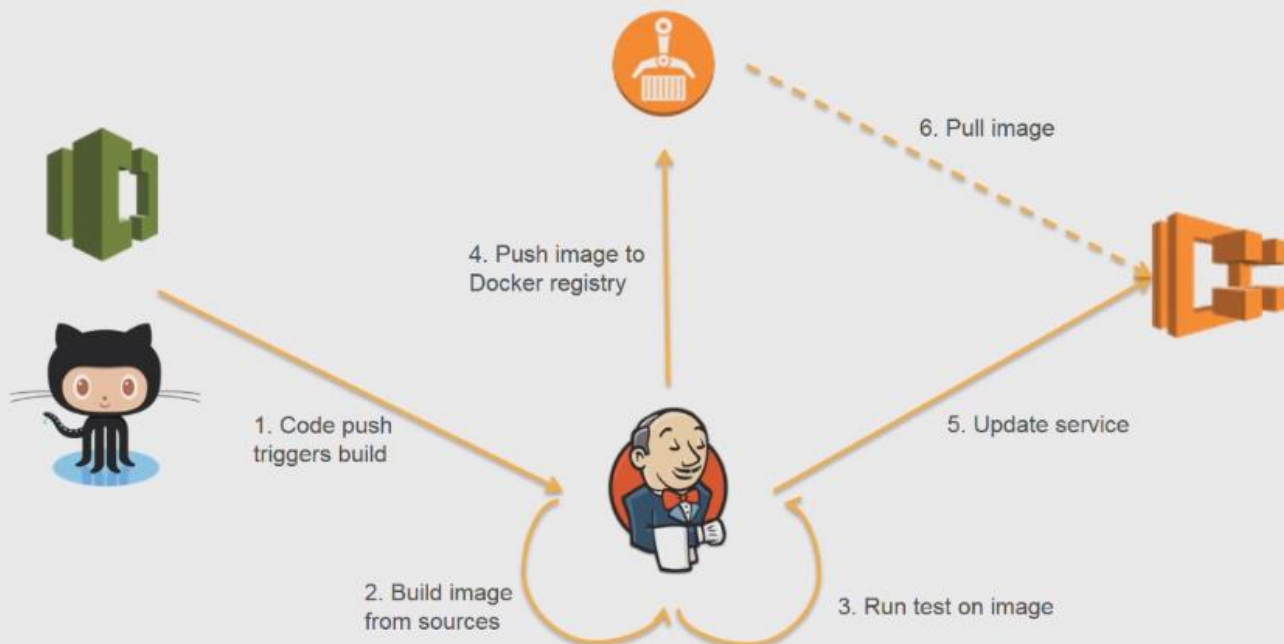 1. Code push
triggers build
2. Build image
from sources
3. Run test on image
4. Push image to
Docker registry
5. Update service
6. Pull image